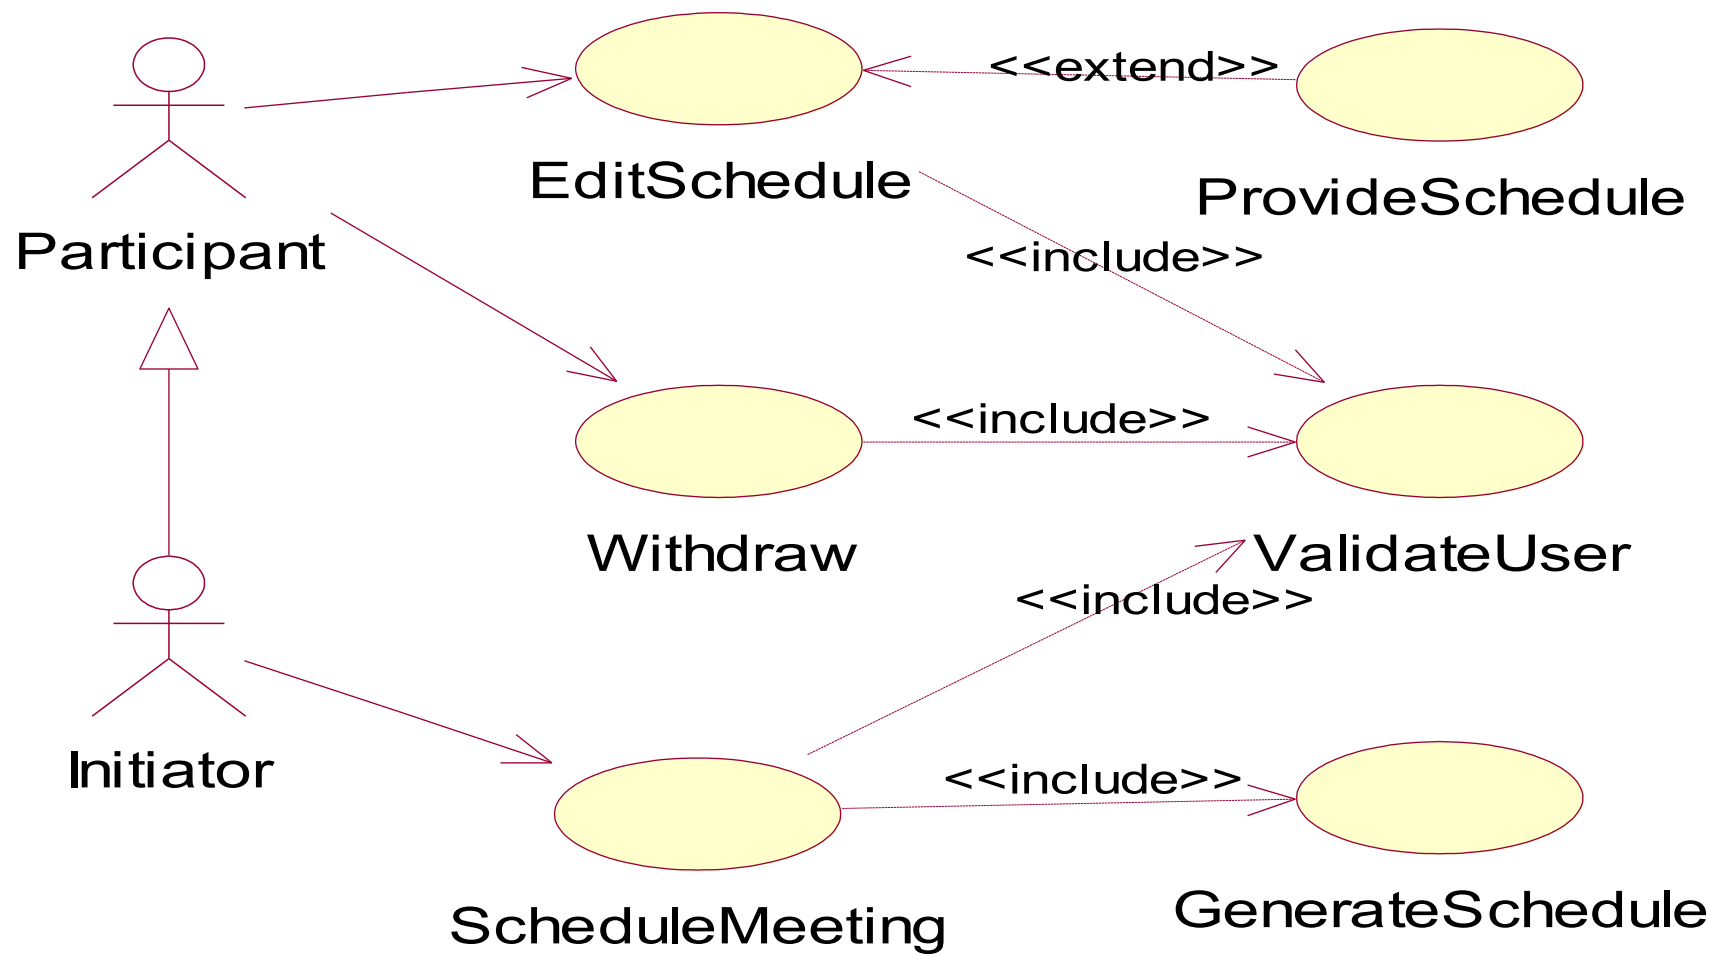 <<extend>>
EditSchedule
ProvideSchedule
Participant
<<include>>
<<include>>
Withdraw
ValidateUser
<<include>>
Initiator
<<include>>
ScheduleMeeting
GenerateSchedule